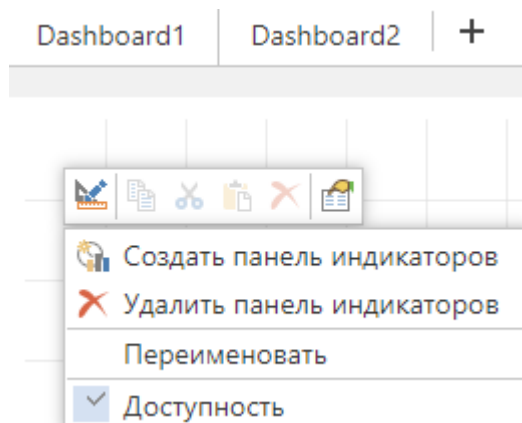 Dashboard1 Dashboard2 +
Создать панель индикаторов
Удалить панель индикаторов
Переименовать
Доступность